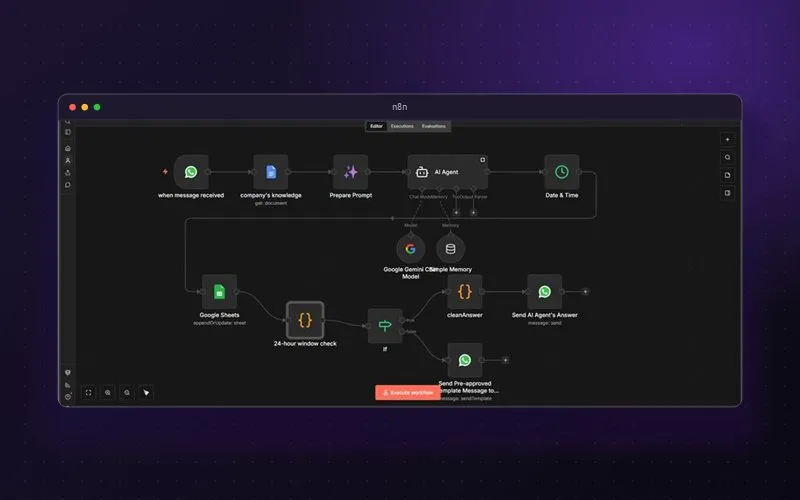 n8n
Editor
Executions
Evaluations
when message received
company's knowledge
get: document
Prepare Prompt
AI Agent
Date & Time
Chat Model
Memory
Tool
Output Parser
Model
Memory
Google Gemini Chat
Model
Simple Memory
Google Sheets
appendOrUpdate: sheet
24-hour window check
If
true
false
cleanAnswer
Send AI Agent's Answer
message: send
Send Pre-approved
Template Message to...
message: sendTemplate
Execute workflow